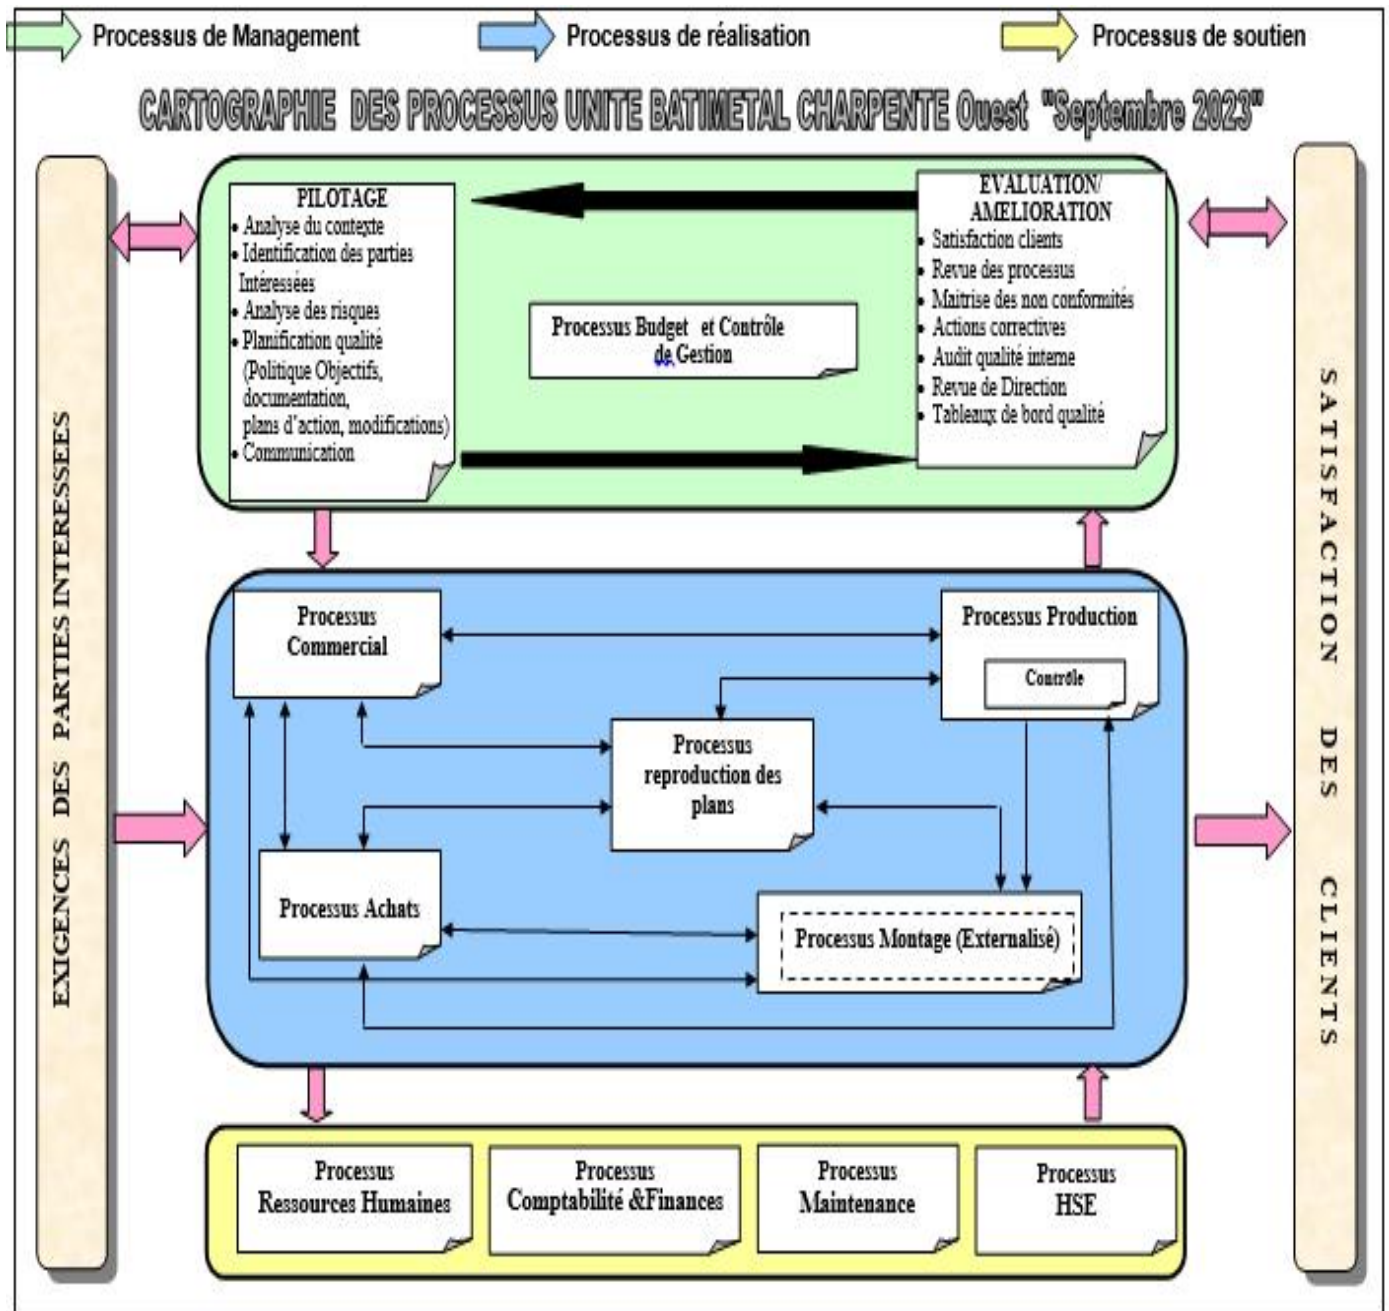 Processus de Management
Processus de réalisation
Processus de soutien
CARTOGRAPHIE DES PROCESSUS UNITE BATIMETAL CHARPENTE Ouest "Septembre 2023"
EXIGENCES DES PARTIES INTERESSEES
PILOTAGE
• Analyse du contexte
• Identification des parties
Intéressées
• Analyse des risques
• Planification qualité
(Politique Objectifs,
documentation,
plans d'action, modifications)
• Communication
Processus Budget et Contrôle
de Gestion
EVALUATION/
AMELIORATION
• Satisfaction clients
• Revue des processus
• Maitrise des non conformités
• Actions correctives
• Audit qualité interne
• Revue de Direction
• Tableaux de bord qualité
SATISFACTION DES CLIENTS
Processus
Commercial
Processus Production
Contrôle
Processus
reproduction des
plans
Processus Achats
Processus Montage (Externalisé)
Processus
Ressources Humaines
Processus
Comptabilité &Finances
Processus
Maintenance
Processus
HSE